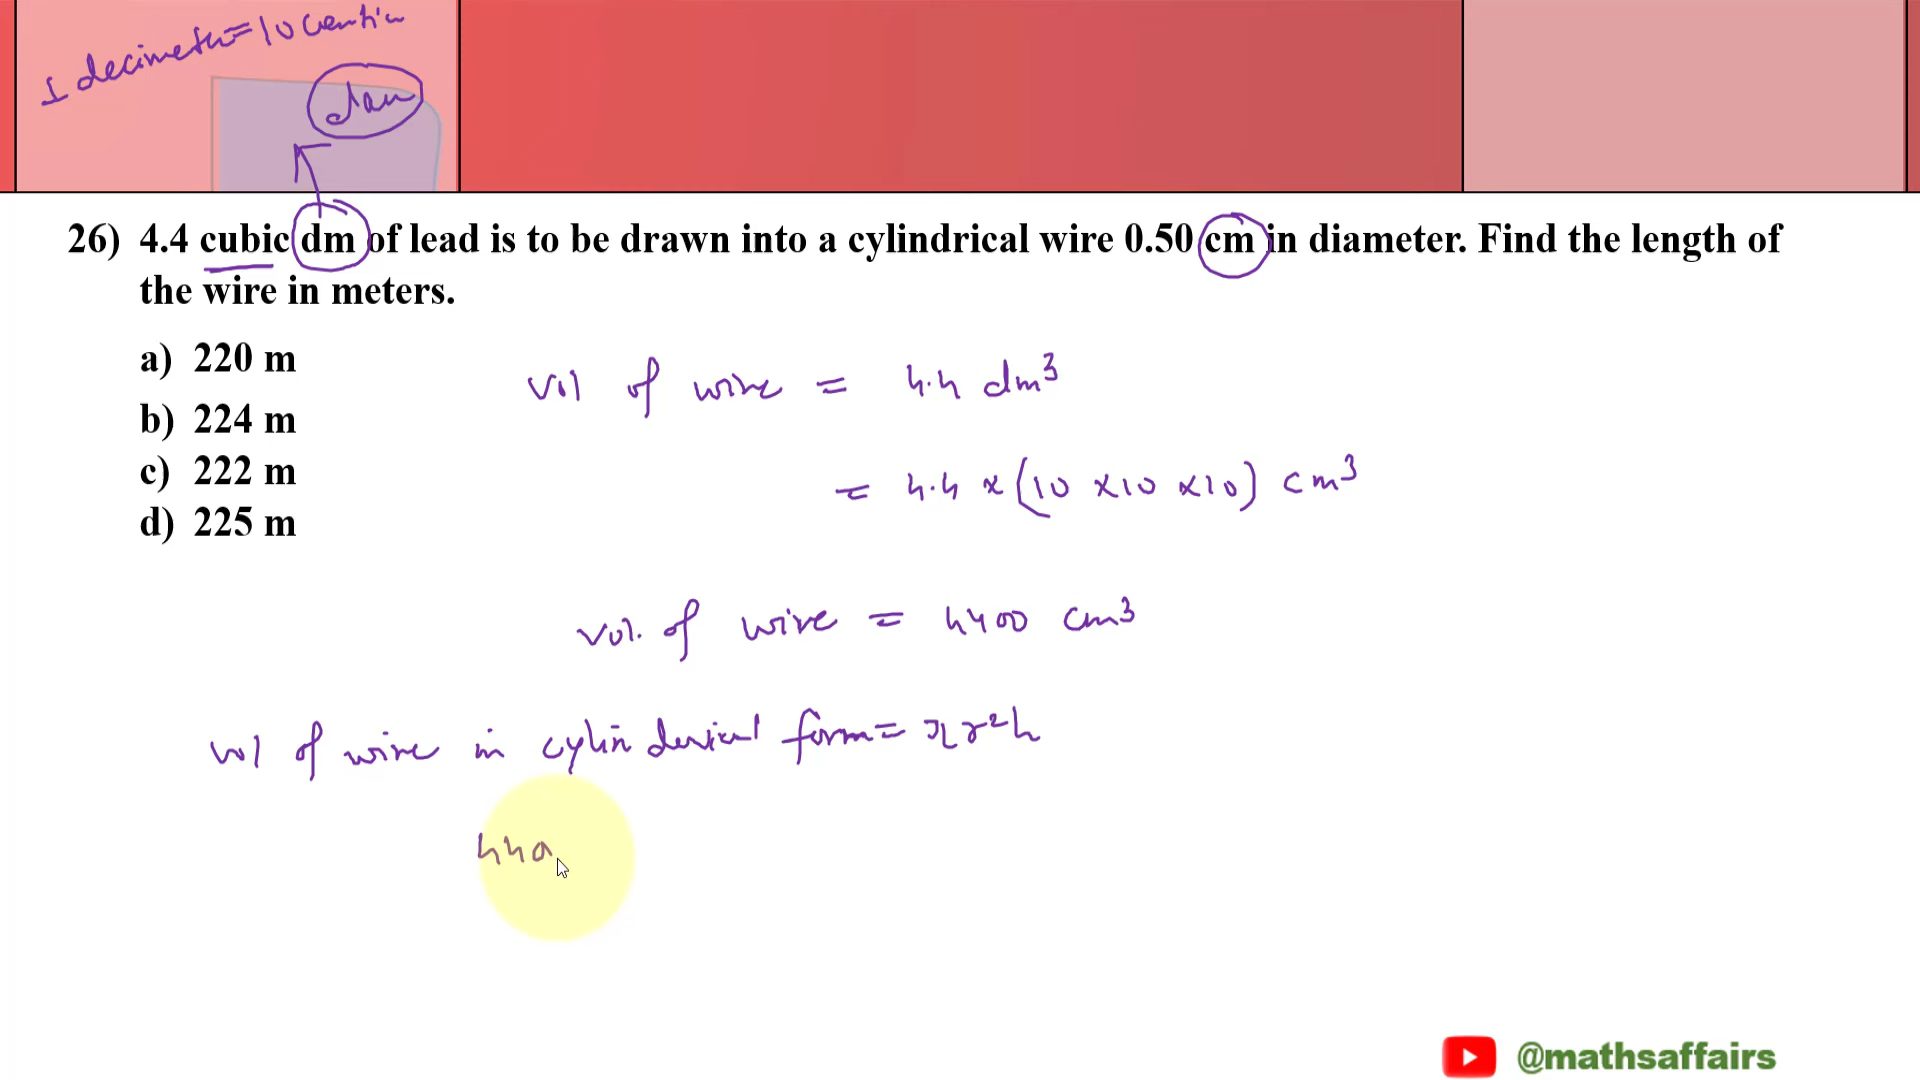 1 decimeter=10 centim
dm
26) 4.4 cubic dm of lead is to be drawn into a cylindrical wire 0.50 cm in diameter. Find the length of
the wire in meters.
a) 220 m
b) 224 m
c) 222 m
d) 225 m
vol of wire = 4.4 dm³
= 4.4 × (10 × 10 × 10) cm³
vol. of wire = 4400 cm³
vol of wire in cylinderical form = πr²h
440
@mathsaffairs